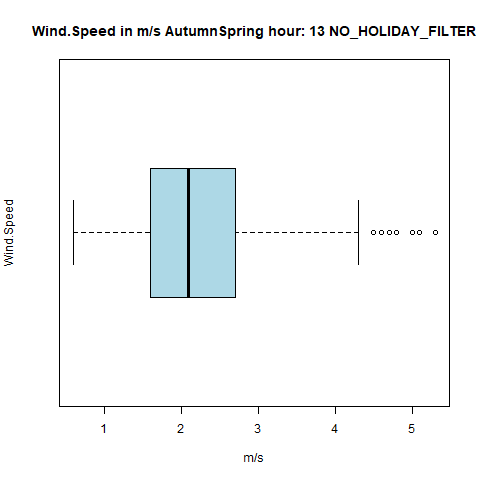 Wind.Speed in m/s AutumnSpring hour: 13 NO_HOLIDAY_FILTER
Wind.Speed
1 2 3 4 5
m/s